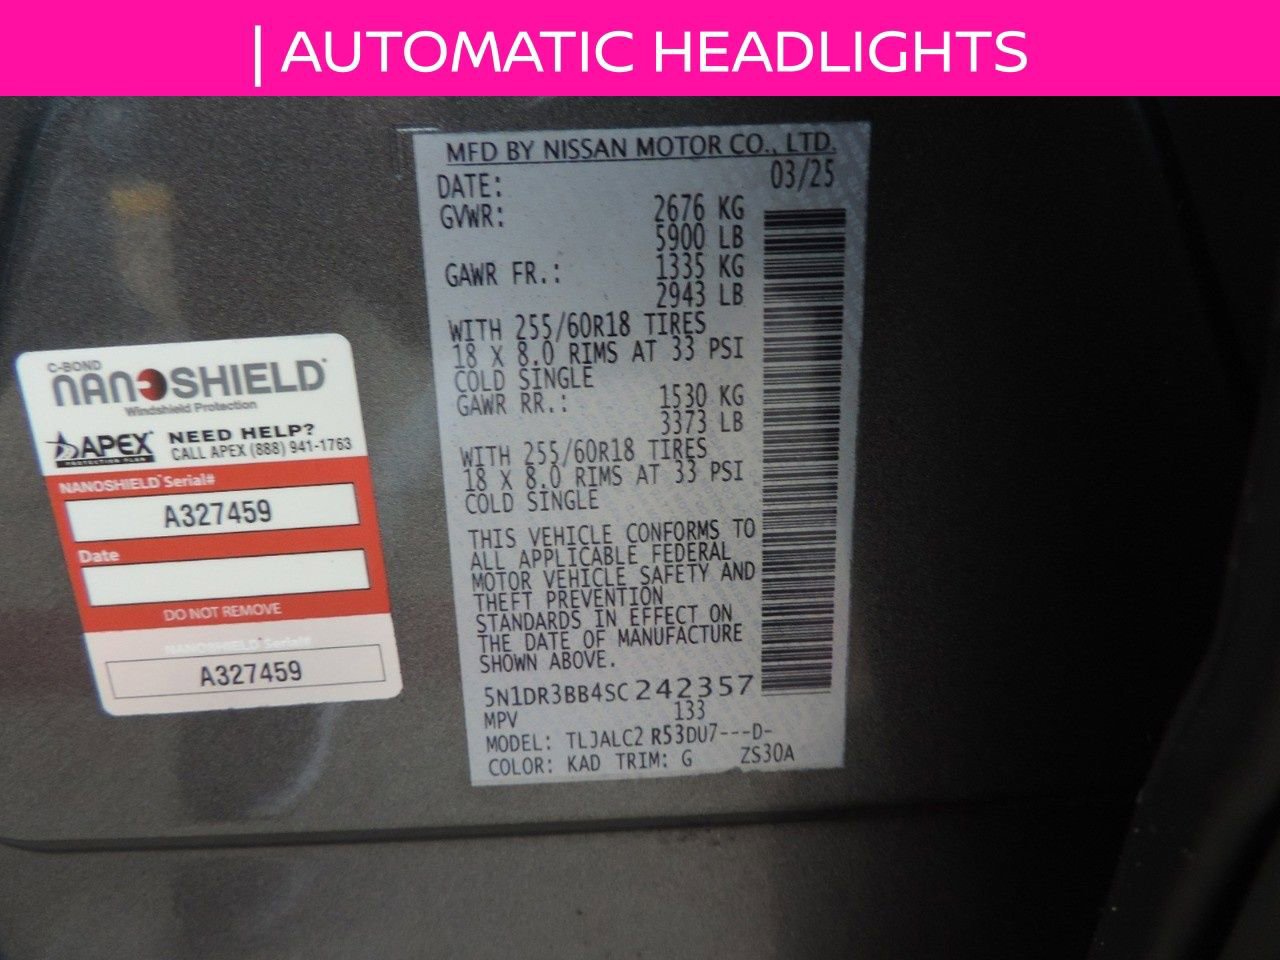 | AUTOMATIC HEADLIGHTS
MFD BY NISSAN MOTOR CO., LTD.
DATE: 03/25
GVWR: 2676 KG
5900 LB
GAWR FR.: 1335 KG
2943 LB
WITH 255/60R18 TIRES
18 X 8.0 RIMS AT 33 PSI
COLD SINGLE
GAWR RR.: 1530 KG
3373 LB
WITH 255/60R18 TIRES
18 X 8.0 RIMS AT 33 PSI
COLD SINGLE
THIS VEHICLE CONFORMS TO
ALL APPLICABLE FEDERAL
MOTOR VEHICLE SAFETY AND
THEFT PREVENTION
STANDARDS IN EFFECT ON
THE DATE OF MANUFACTURE
SHOWN ABOVE.
5N1DR3BB4SC242357
MPV 133
MODEL: TLJALC2 R53DU7---D-
COLOR: KAD TRIM: G ZS30A
C-BOND
NANOSHIELD
Windshield Protection
APEX
PROTECTION PLAN
NEED HELP?
CALL APEX (888) 941-1763
NANOSHIELD Serial#
A327459
Date
DO NOT REMOVE
NANOSHIELD Serial#
A327459